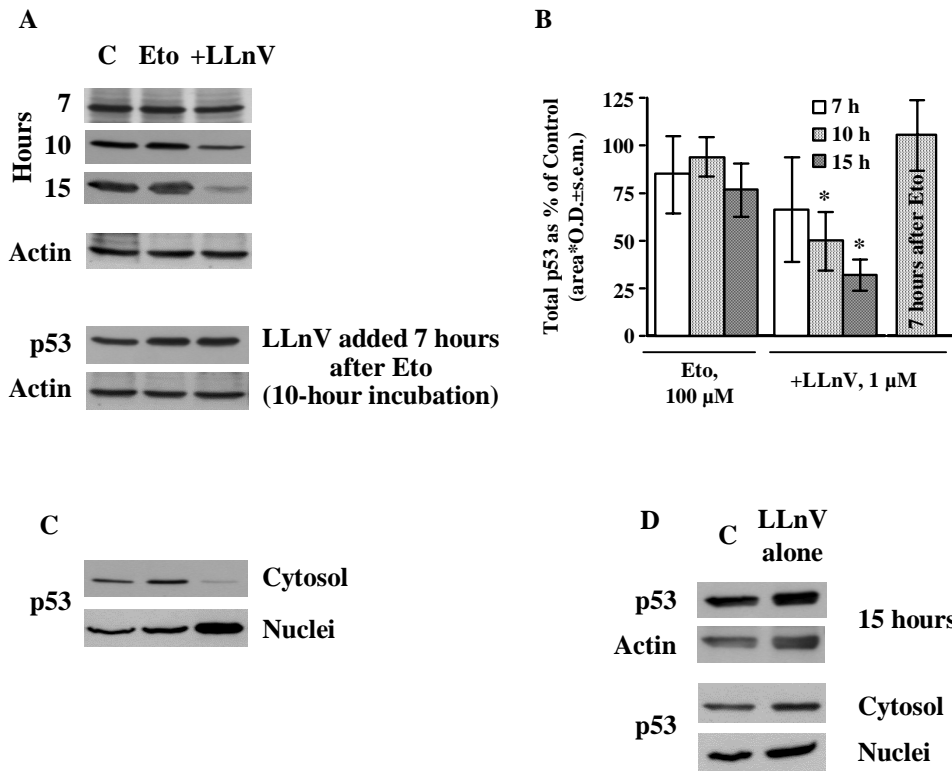 A
C Eto +LLnV
Hours
7
10
15
Actin
p53
Actin
LLnV added 7 hours
after Eto
(10-hour incubation)
B
Total p53 as % of Control
(area*O.D.±s.e.m.)
125
100
75
50
25
0
7 h
10 h
15 h
*
*
7 hours after Eto
Eto,
100 µM
+LLnV, 1 µM
C
p53
Cytosol
Nuclei
D
C
LLnV
alone
p53
Actin
15 hours
p53
Cytosol
Nuclei